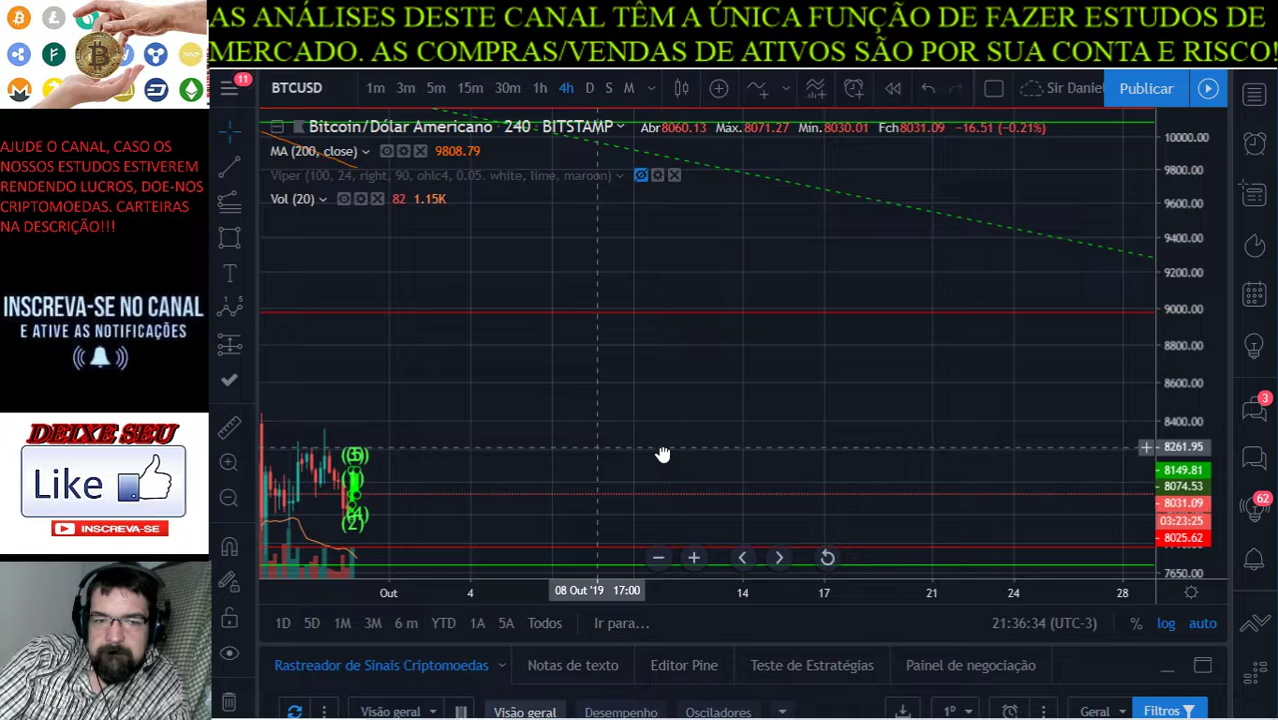 AS ANÁLISES DESTE CANAL TÊM A ÚNICA FUNÇÃO DE FAZER ESTUDOS DE
MERCADO. AS COMPRAS/VENDAS DE ATIVOS SÃO POR SUA CONTA E RISCO!
AJUDE O CANAL, CASO OS
NOSSOS ESTUDOS ESTIVEREM
RENDENDO LUCROS, DOE-NOS
CRIPTOMOEDAS. CARTEIRAS
NA DESCRIÇÃO!!!
INSCREVA-SE NO CANAL
E ATIVE AS NOTIFICAÇÕES
DEIXE SEU
Like
INSCREVA-SE
11
BTCUSD 1m 3m 5m 15m 30m 1h 4h D S M Sir Daniel Publicar
Bitcoin/Dólar Americano 240 BITSTAMP Abr8060.13 Máx.8071.27 Mín.8030.01 Fch8031.09 −16.51 (−0.21%)
MA (200, close) 9808.79
Viper (100, 24, right, 90, ohlc4, 0.05. white, lime, maroon)
Vol (20) 82 1.15K
10000.00
9800.00
9600.00
9400.00
9200.00
9000.00
8800.00
8600.00
8400.00
8261.95
8149.81
8074.53
8031.09
03:23:25
8025.62
7650.00
(4)
(2)
3
62
Out 4 08 Out '19 17:00 14 17 21 24 28
1D 5D 1M 3M 6 m YTD 1A 5A Todos Ir para... 21:36:34 (UTC-3) % log auto
Rastreador de Sinais Criptomoedas Notas de texto Editor Pine Teste de Estratégias Painel de negociação
Visão geral Visão geral Desempenho Osciladores 1D Geral Filtros